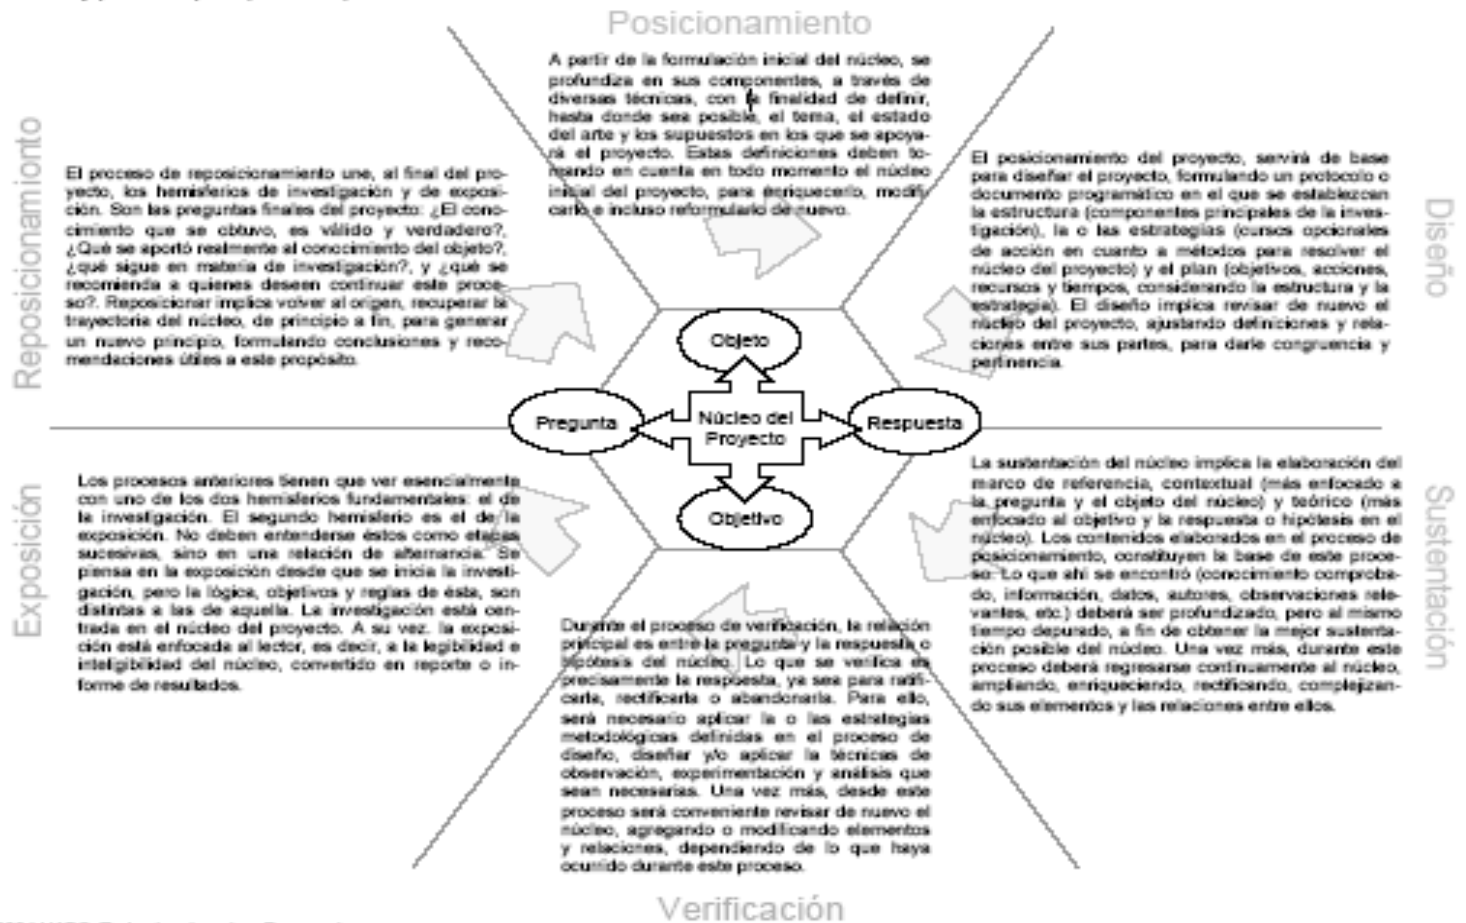 Posicionamiento
A partir de la formulación inicial del núcleo, se
profundiza en sus componentes, a través de
diversas técnicas, con la finalidad de definir,
hasta donde sea posible, el tema, el estado
del arte y los supuestos en los que se apoya-
rá el proyecto. Estas definiciones deben to-
mando en cuenta en todo momento el núcleo
inicial del proyecto, para enriquecerlo, modifi-
carlo e incluso reformularlo de nuevo.
Diseño
El posicionamiento del proyecto, servirá de base
para diseñar el proyecto, formulando un protocolo o
documento programático en el que se establezcan
la estructura (componentes principales de la inves-
tigación), la o las estrategias (cursos opcionales
de acción en cuanto a métodos para resolver el
núcleo del proyecto) y el plan (objetivos, acciones,
recursos y tiempos, considerando la estructura y la
estrategia). El diseño implica revisar de nuevo el
núcleo del proyecto, ajustando definiciones y rela-
ciones entre sus partes, para darle congruencia y
pertinencia.
Sustentación
La sustentación del núcleo implica la elaboración del
marco de referencia, contextual (más enfocado a
la pregunta y el objeto del núcleo) y teórico (más
enfocado al objetivo y la respuesta o hipótesis en el
núcleo). Los contenidos elaborados en el proceso de
posicionamiento, constituyen la base de este proce-
so. Lo que ahí se encontró (conocimiento comproba-
do, información, datos, autores, observaciones rele-
vantes, etc.) deberá ser profundizado, pero al mismo
tiempo depurado, a fin de obtener la mejor sustenta-
ción posible del núcleo. Una vez más, durante este
proceso deberá regresarse continuamente al núcleo,
ampliando, enriqueciendo, rectificando, complejizan-
do sus elementos y las relaciones entre ellos.
Verificación
Durante el proceso de verificación, la relación
principal es entre la pregunta y la respuesta o
hipótesis del núcleo. Lo que se verifica es
precisamente la respuesta, ya sea para ratifi-
carla, rectificarla o abandonarla. Para ello,
será necesario aplicar la o las estrategias
metodológicas definidas en el proceso de
diseño, diseñar y/o aplicar la técnicas de
observación, experimentación y análisis que
sean necesarias. Una vez más, desde este
proceso será conveniente revisar de nuevo el
núcleo, agregando o modificando elementos
y relaciones, dependiendo de lo que haya
ocurrido durante este proceso.
Exposición
Los procesos anteriores tienen que ver esencialmente
con uno de los dos hemisferios fundamentales: el de
la investigación. El segundo hemisferio es el de la
exposición. No deben entenderse éstos como etapas
sucesivas, sino en una relación de alternancia. Se
piensa en la exposición desde que se inicia la investi-
gación, pero la lógica, objetivos y reglas de ésta, son
distintas a las de aquella. La investigación está cen-
trada en el núcleo del proyecto. A su vez, la exposi-
ción está enfocada al lector, es decir, a la legibilidad e
inteligibilidad del núcleo, convertido en reporte o in-
forme de resultados.
Reposicionamiento
El proceso de reposicionamiento une, al final del pro-
yecto, los hemisferios de investigación y de exposi-
ción. Son las preguntas finales del proyecto: ¿El cono-
cimiento que se obtuvo, es válido y verdadero?,
¿Qué se aportó realmente al conocimiento del objeto?,
¿qué sigue en materia de investigación?, y ¿qué se
recomienda a quienes deseen continuar este proce-
so?. Reposicionar implica volver al origen, recuperar la
trayectoria del núcleo, de principio a fin, para generar
un nuevo principio, formulando conclusiones y reco-
mendaciones útiles a este propósito.
Objeto
Pregunta
Núcleo del
Proyecto
Respuesta
Objetivo